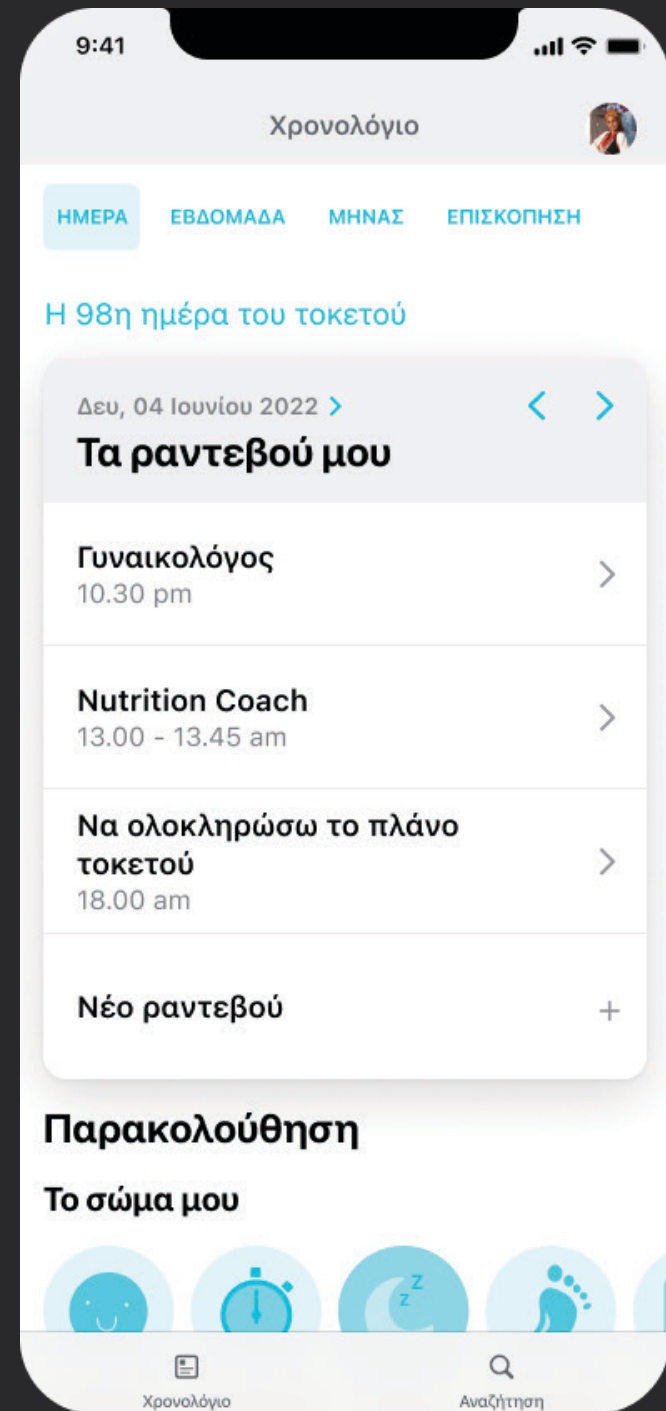 9:41
Χρονολόγιο
ΗΜΕΡΑ ΕΒΔΟΜΑΔΑ ΜΗΝΑΣ ΕΠΙΣΚΟΠΗΣΗ
Η 98η ημέρα του τοκετού
Δευ, 04 Ιουνίου 2022
Τα ραντεβού μου
Γυναικολόγος
10.30 pm
Nutrition Coach
13.00 - 13.45 am
Να ολοκληρώσω το πλάνο
τοκετού
18.00 am
Νέο ραντεβού
Παρακολούθηση
Το σώμα μου
z z
Χρονολόγιο Αναζήτηση